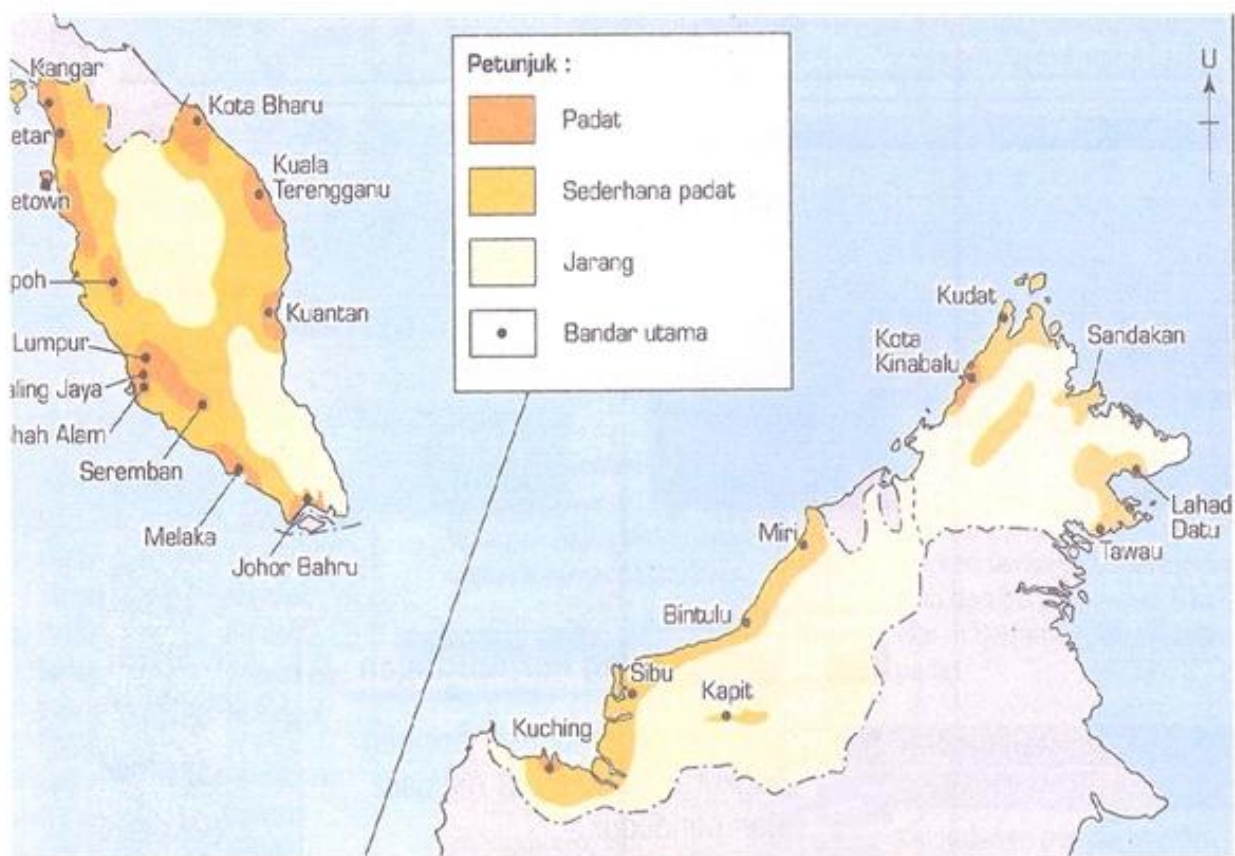 Petunjuk :
Padat
Sederhana padat
Jarang
Bandar utama
U
Kangar
etar
etown
poh
Lumpur
aling Jaya
hah Alam
Seremban
Melaka
Johor Bahru
Kota Bharu
Kuala
Terengganu
Kuantan
Kudat
Kota
Kinabalu
Sandakan
Lahad
Datu
Tawau
Miri
Bintulu
Sibu
Kapit
Kuching